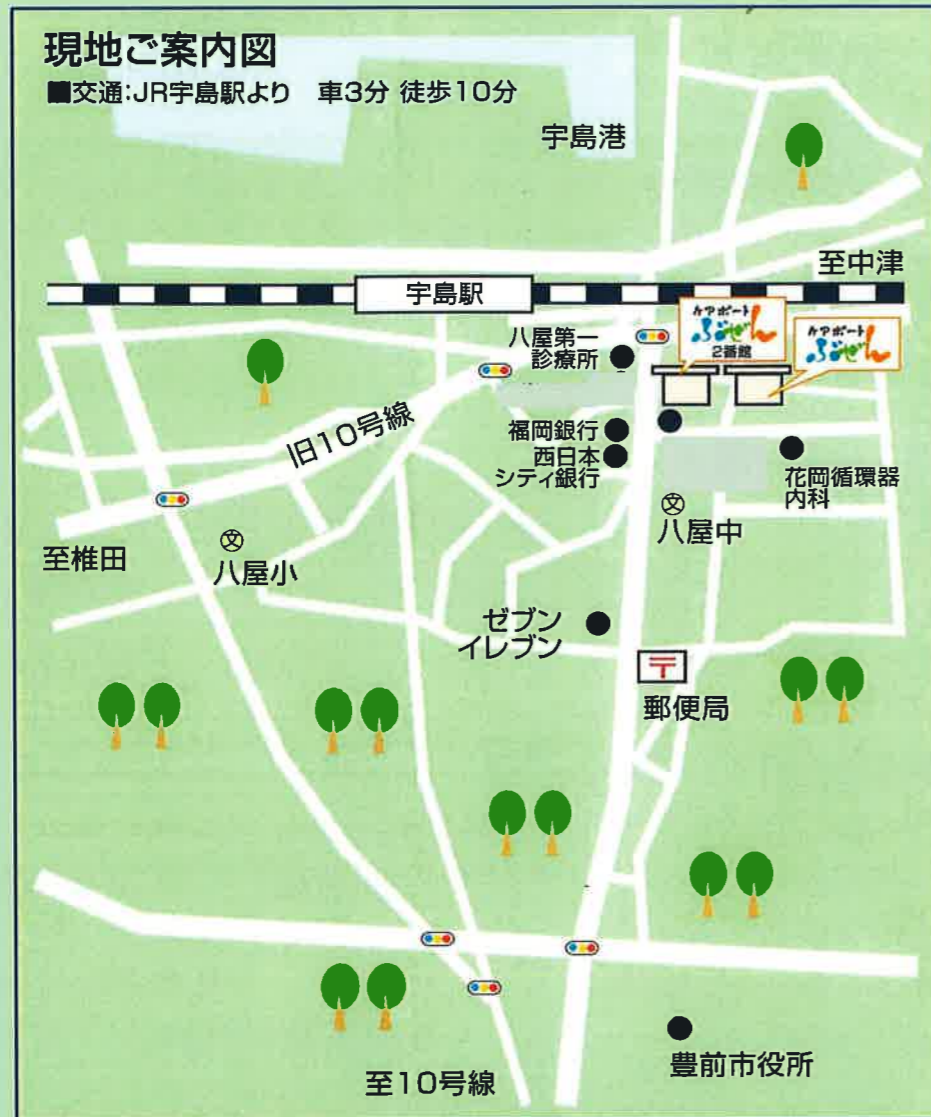 現地ご案内図
■交通:JR宇島駅より 車3分 徒歩10分
宇島港
至中津
宇島駅
ケアポート
ぶぜん
2番館
ケアポート
ぶぜん
八屋第一
診療所
旧10号線
福岡銀行
西日本
シティ銀行
花岡循環器
内科
文
八屋中
至椎田
文
八屋小
ゼブン
イレブン
〒
郵便局
豊前市役所
至10号線